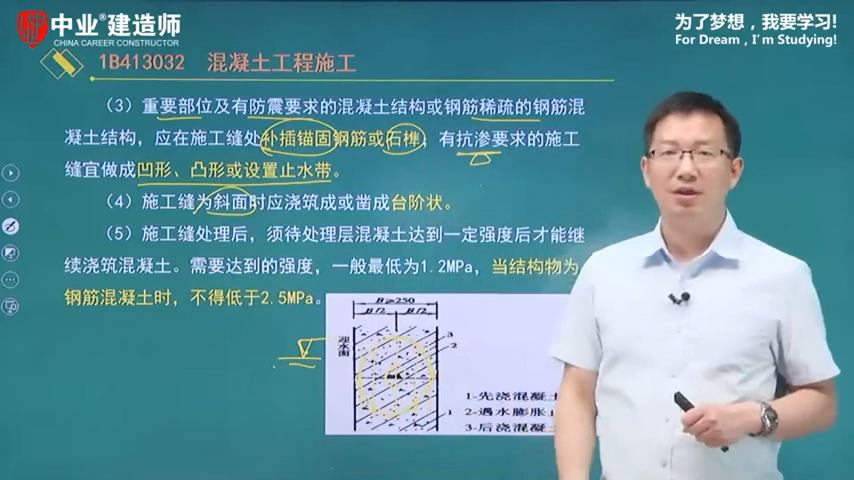 中业®建造师
CHINA CAREER CONSTRUCTOR
为了梦想，我要学习!
For Dream , I'm Studying!
1B413032 混凝土工程施工
（3）重要部位及有防震要求的混凝土结构或钢筋稀疏的钢筋混
凝土结构，应在施工缝处补插锚固钢筋或石榫；有抗渗要求的施工
缝宜做成凹形、凸形或设置止水带。
（4）施工缝为斜面时应浇筑成或凿成台阶状。
（5）施工缝处理后，须待处理层混凝土达到一定强度后才能继
续浇筑混凝土。需要达到的强度，一般最低为1.2MPa，当结构物为
钢筋混凝土时，不得低于2.5MPa。
B≥250
B/2 B/2
迎水面
3
2
1
1-先浇混凝土
2-遇水膨胀止
3-后浇混凝土